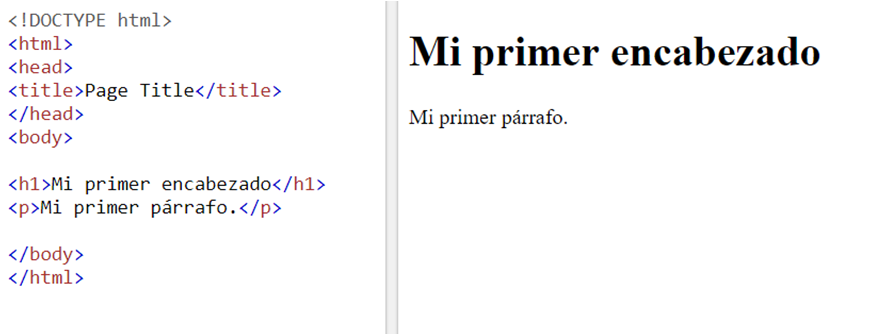 <!DOCTYPE html>
<html>
<head>
<title>Page Title</title>
</head>
<body>
<h1>Mi primer encabezado</h1>
<p>Mi primer párrafo.</p>
</body>
</html>
Mi primer encabezado
Mi primer párrafo.